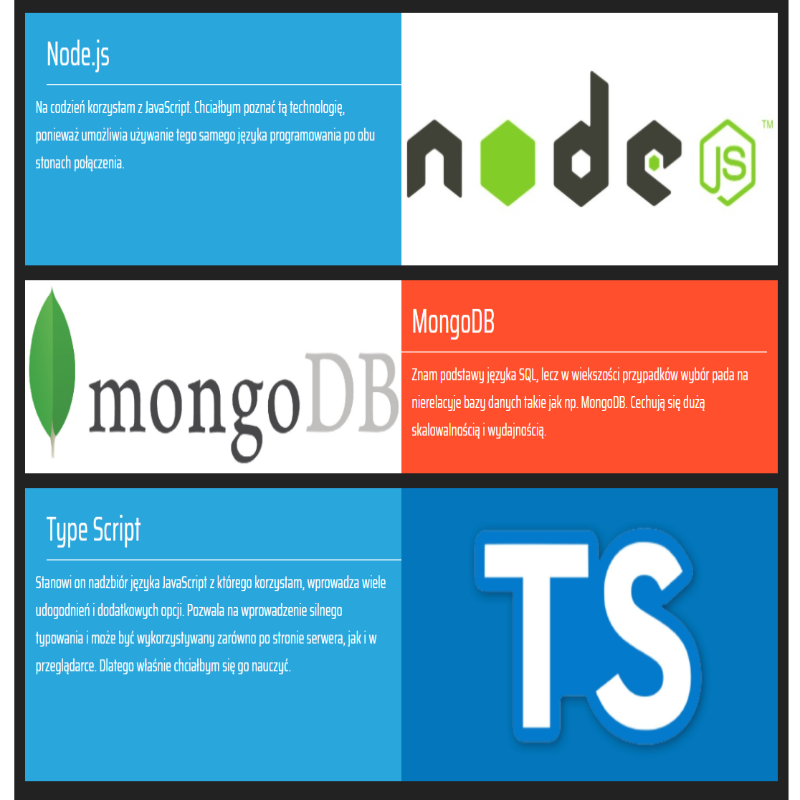 Node.js
Na codzień korzystam z JavaScript. Chciałbym poznać tą technologię,
ponieważ umożliwia używanie tego samego języka programowania po obu
stonach połączenia.
node JS TM
mongoDB
MongoDB
Znam podstawy języka SQL, lecz w wiekszości przypadków wybór pada na
nierelacyje bazy danych takie jak np. MongoDB. Cechują się dużą
skalowalnością i wydajnością.
Type Script
Stanowi on nadzbiór języka JavaScript z którego korzystam, wprowadza wiele
udogodnień i dodatkowych opcji. Pozwala na wprowadzenie silnego
typowania i może być wykorzystywany zarówno po stronie serwera, jak i w
przeglądarce. Dlatego właśnie chciałbym się go nauczyć.
TS